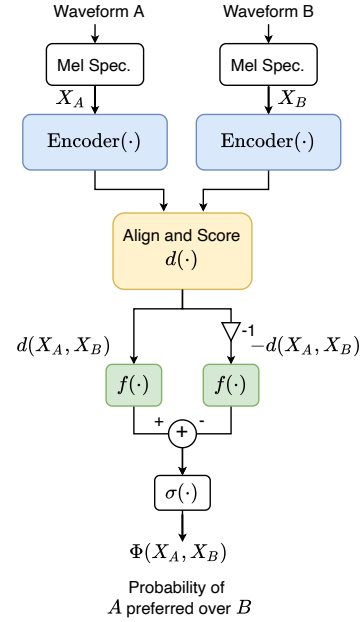 Waveform A
Waveform B
Mel Spec.
Mel Spec.
X_A
X_B
Encoder(·)
Encoder(·)
Align and Score
d(·)
-1
d(X_A, X_B)
−d(X_A, X_B)
f(·)
f(·)
+
-
+
σ(·)
Φ(X_A, X_B)
Probability of
A preferred over B